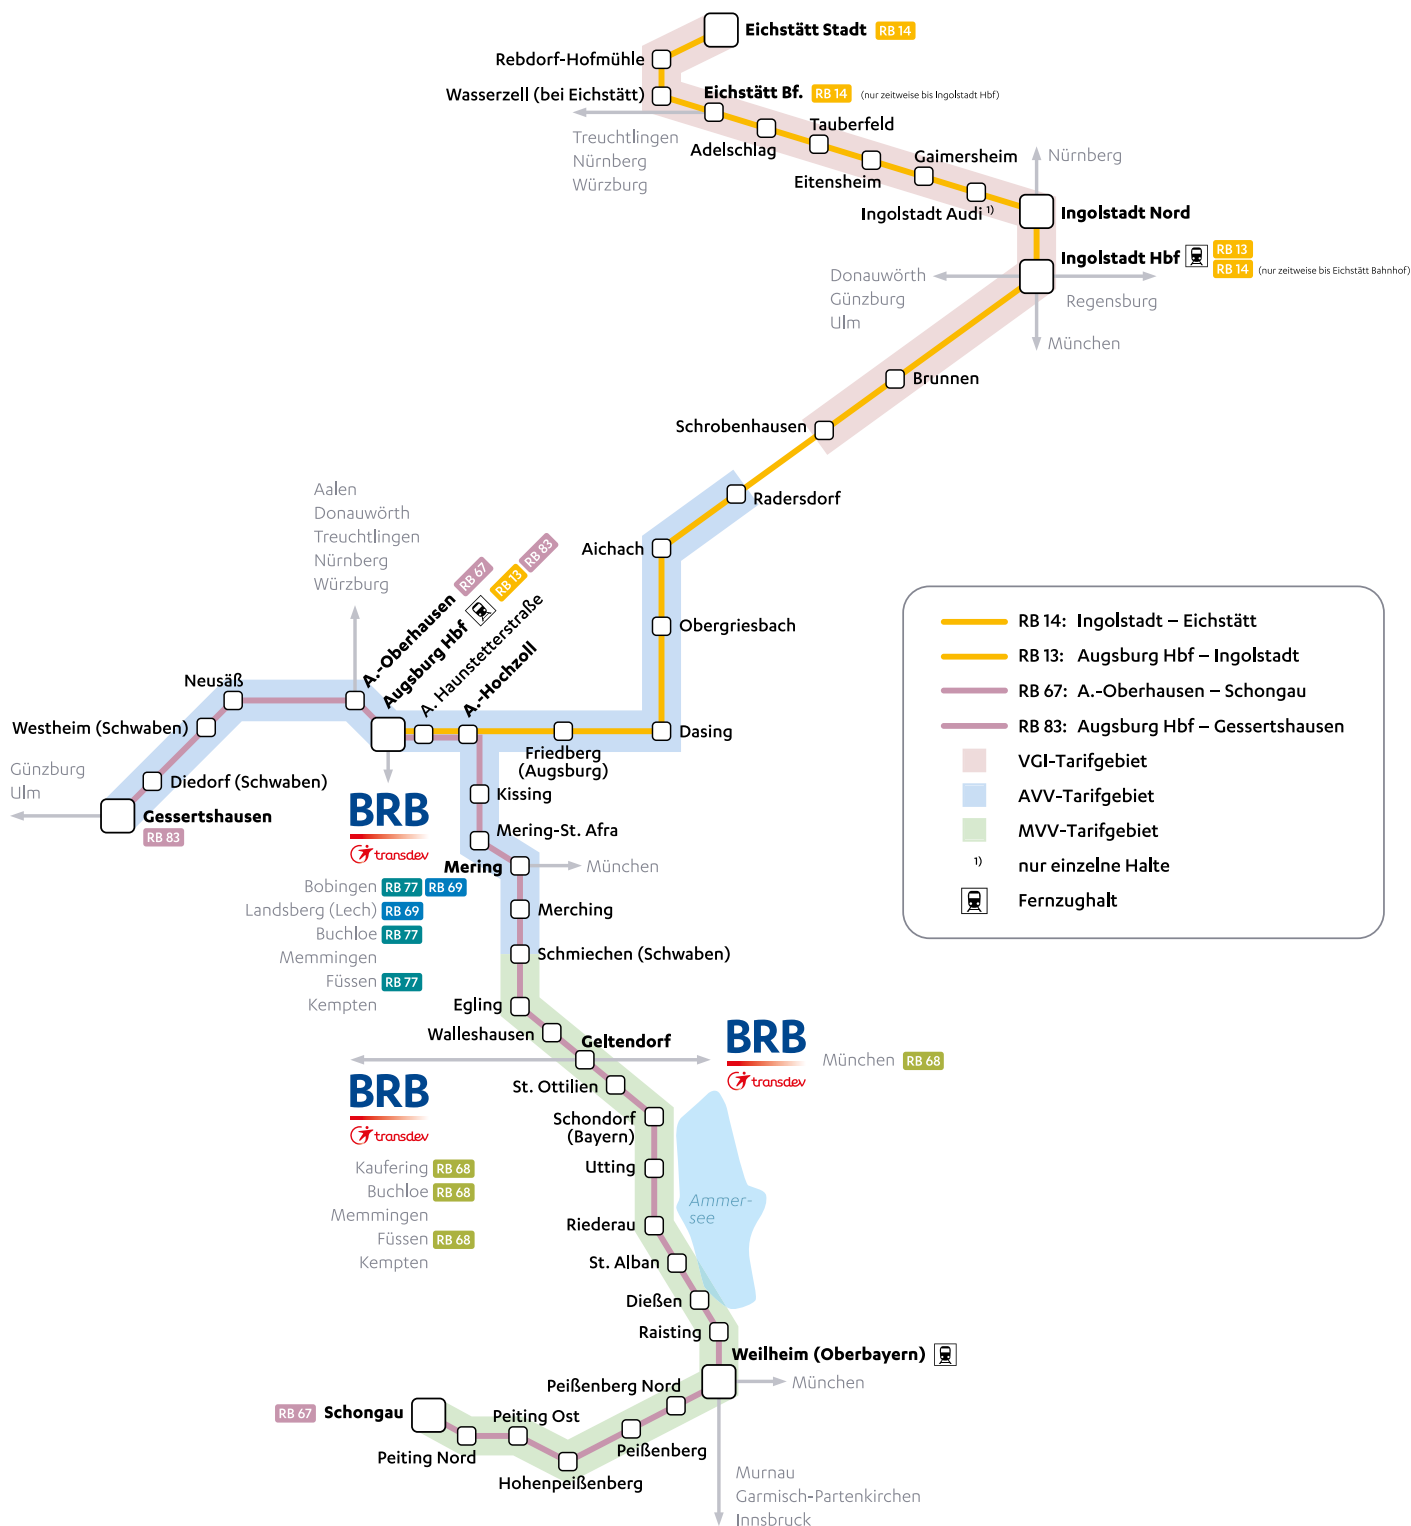 Eichstätt Stadt RB 14
Rebdorf-Hofmühle
Wasserzell (bei Eichstätt)
Eichstätt Bf. RB 14 (nur zeitweise bis Ingolstadt Hbf)
Treuchtlingen
Nürnberg
Würzburg
Adelschlag
Tauberfeld
Eitensheim
Gaimersheim
Ingolstadt Audi 1)
Nürnberg
Ingolstadt Nord
Ingolstadt Hbf RB 13
RB 14 (nur zeitweise bis Eichstätt Bahnhof)
Donauwörth
Günzburg
Ulm
Regensburg
München
Brunnen
Schrobenhausen
Radersdorf
Aichach
Obergriesbach
Dasing
Friedberg
(Augsburg)
Aalen
Donauwörth
Treuchtlingen
Nürnberg
Würzburg
A.-Oberhausen RB 67
Augsburg Hbf RB 13 RB 83
A. Haunstetterstraße
A.-Hochzoll
Neusäß
Westheim (Schwaben)
Diedorf (Schwaben)
Günzburg
Ulm
Gessertshausen
RB 83
BRB
transdev
Bobingen RB 77 RB 69
Landsberg (Lech) RB 69
Buchloe RB 77
Memmingen
Füssen RB 77
Kempten
Kissing
Mering-St. Afra
Mering
München
Merching
Schmiechen (Schwaben)
Egling
Walleshausen
Geltendorf
BRB
transdev
München RB 68
BRB
transdev
Kaufering RB 68
Buchloe RB 68
Memmingen
Füssen RB 68
Kempten
St. Ottilien
Schondorf
(Bayern)
Utting
Ammer-
see
Riederau
St. Alban
Dießen
Raisting
Weilheim (Oberbayern)
München
Murnau
Garmisch-Partenkirchen
Innsbruck
Peißenberg Nord
Peißenberg
Hohenpeißenberg
Peiting Ost
Peiting Nord
RB 67 Schongau
RB 14: Ingolstadt – Eichstätt
RB 13: Augsburg Hbf – Ingolstadt
RB 67: A.-Oberhausen – Schongau
RB 83: Augsburg Hbf – Gessertshausen
VGI-Tarifgebiet
AVV-Tarifgebiet
MVV-Tarifgebiet
1) nur einzelne Halte
Fernzughalt